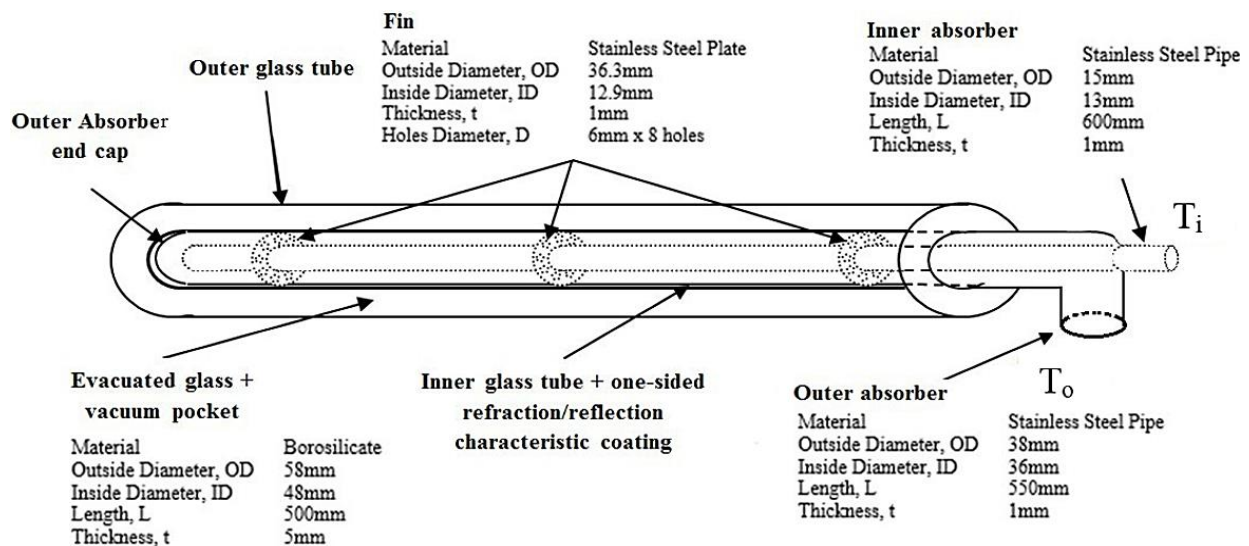 Fin
Material Stainless Steel Plate
Outside Diameter, OD 36.3mm
Inside Diameter, ID 12.9mm
Thickness, t 1mm
Holes Diameter, D 6mm x 8 holes
Inner absorber
Material Stainless Steel Pipe
Outside Diameter, OD 15mm
Inside Diameter, ID 13mm
Length, L 600mm
Thickness, t 1mm
Outer glass tube
Outer Absorber
end cap
Ti
To
Evacuated glass +
vacuum pocket
Material Borosilicate
Outside Diameter, OD 58mm
Inside Diameter, ID 48mm
Length, L 500mm
Thickness, t 5mm
Inner glass tube + one-sided
refraction/reflection
characteristic coating
Outer absorber
Material Stainless Steel Pipe
Outside Diameter, OD 38mm
Inside Diameter, ID 36mm
Length, L 550mm
Thickness, t 1mm